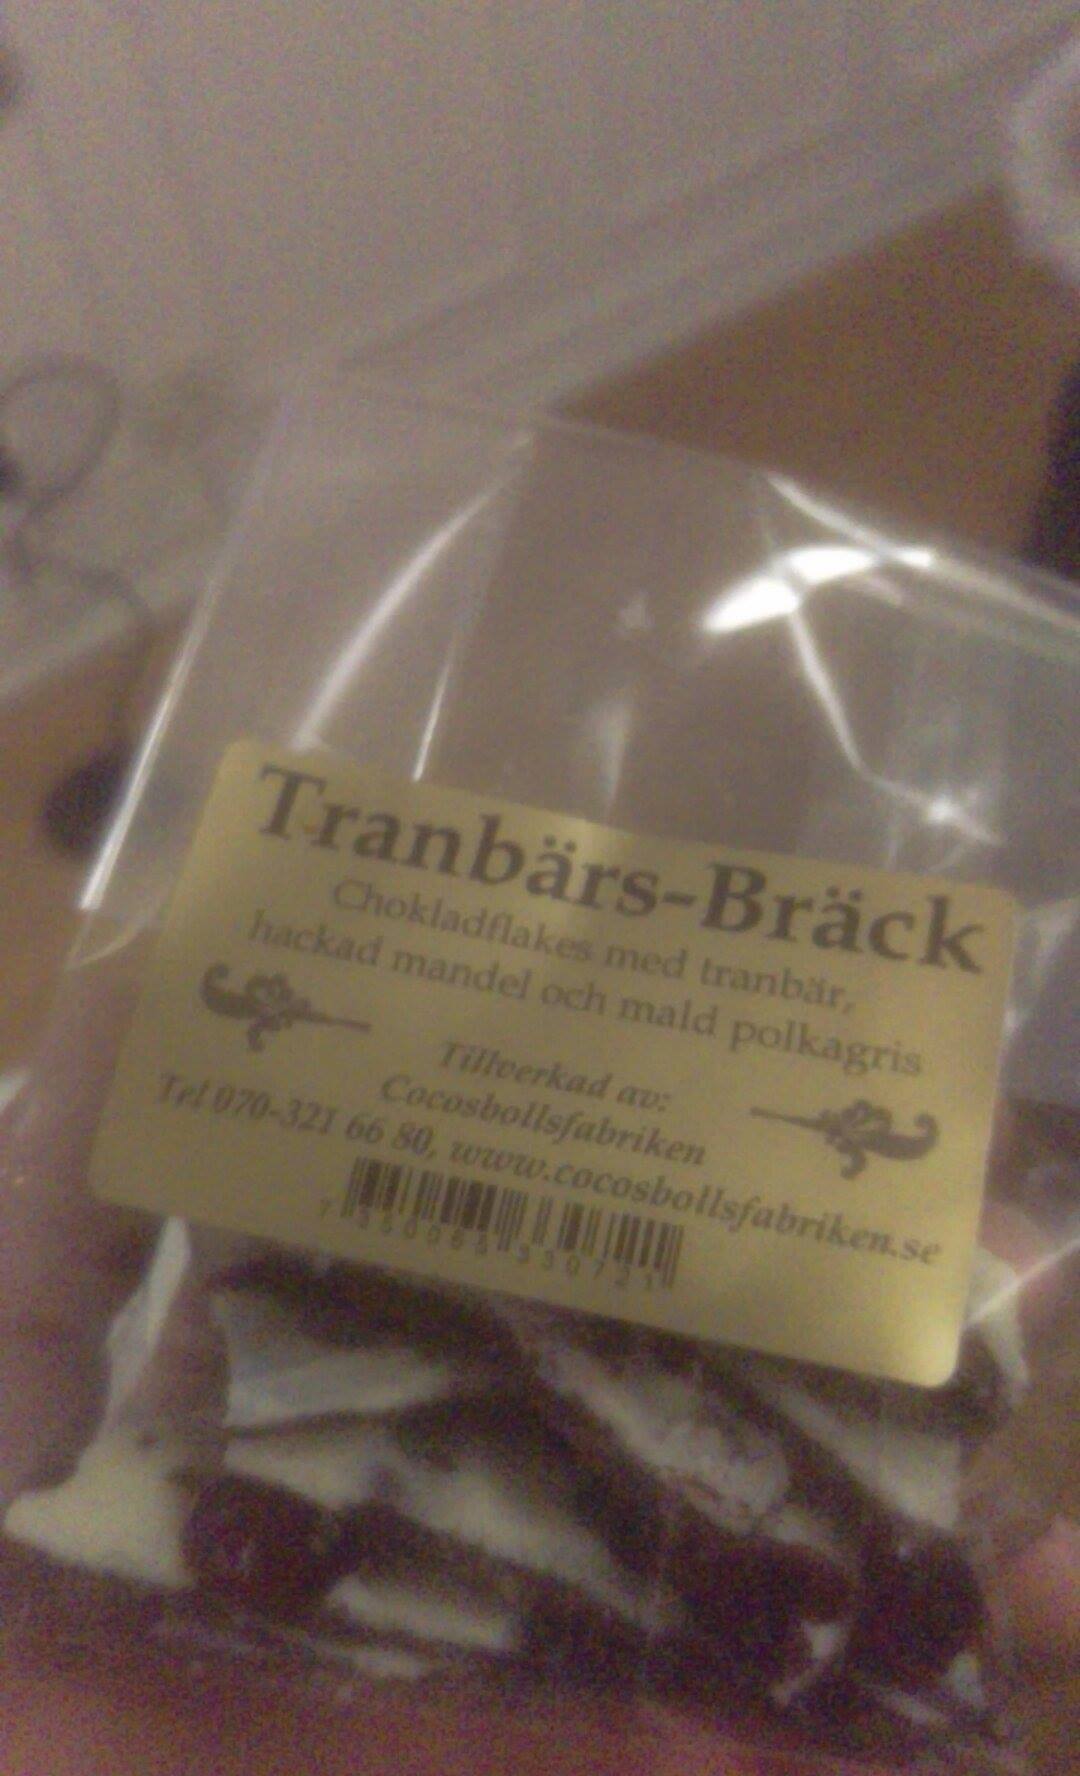 Tranbärs-Bräck
Chokladflakes med tranbär,
hackad mandel och mald polkagris
Tillverkad av:
Cocosbollsfabriken
Tel 070-321 66 80, www.cocosbollsfabriken.se